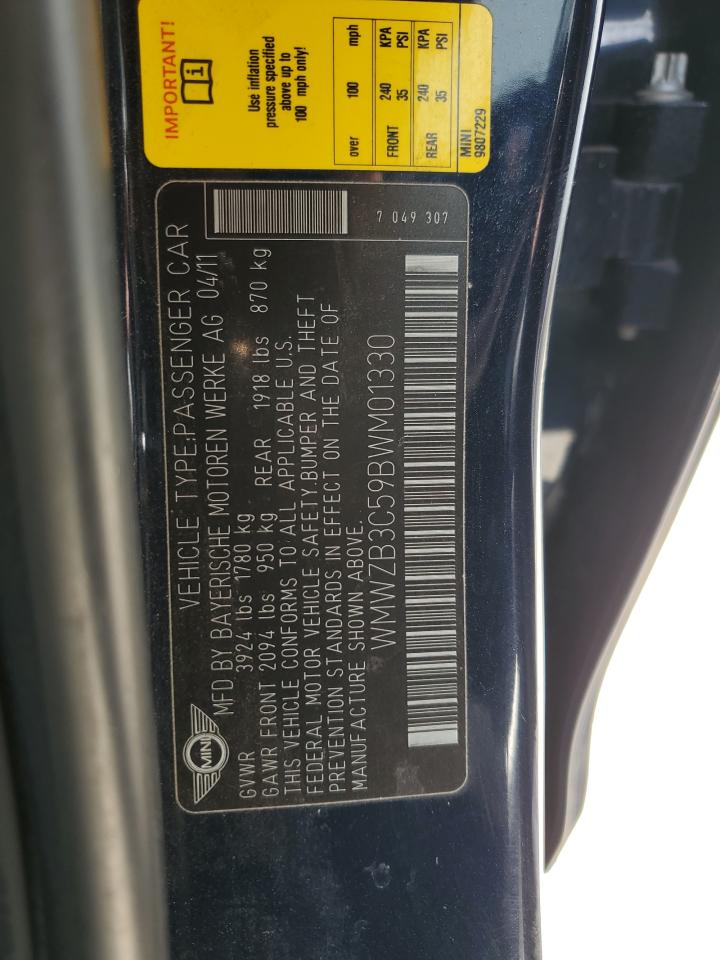 VEHICLE TYPE:PASSENGER CAR
MFD BY BAYERISCHE MOTOREN WERKE AG 04/11
GVWR 3924 lbs 1780 kg
GAWR FRONT 2094 lbs 950 kg REAR 1918 lbs 870 kg
THIS VEHICLE CONFORMS TO ALL APPLICABLE U.S.
FEDERAL MOTOR VEHICLE SAFETY,BUMPER AND THEFT
PREVENTION STANDARDS IN EFFECT ON THE DATE OF
MANUFACTURE SHOWN ABOVE.
WMWZB3C59BWM01330
MINI
7 049 307
IMPORTANT!
i
Use inflation
pressure specified
above up to
100 mph only!
over 100 mph
FRONT 240 KPA
35 PSI
REAR 240 KPA
35 PSI
MINI
9807229